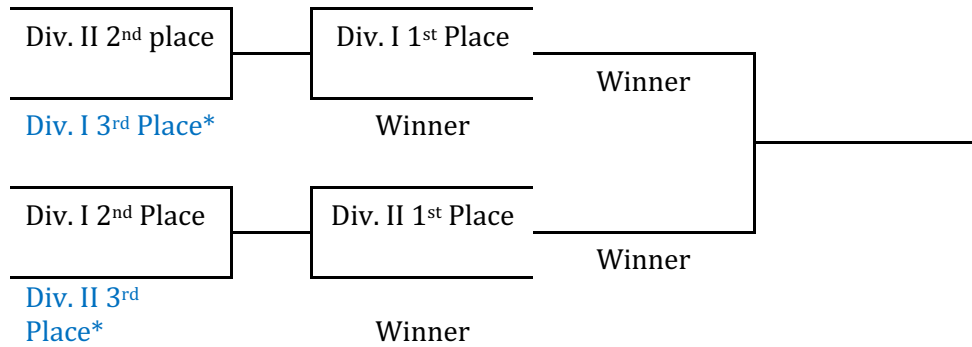 Div. II 2nd place
Div. I 1st Place
Winner
Div. I 3rd Place*
Winner
Div. I 2nd Place
Div. II 1st Place
Winner
Div. II 3rd
Place*
Winner